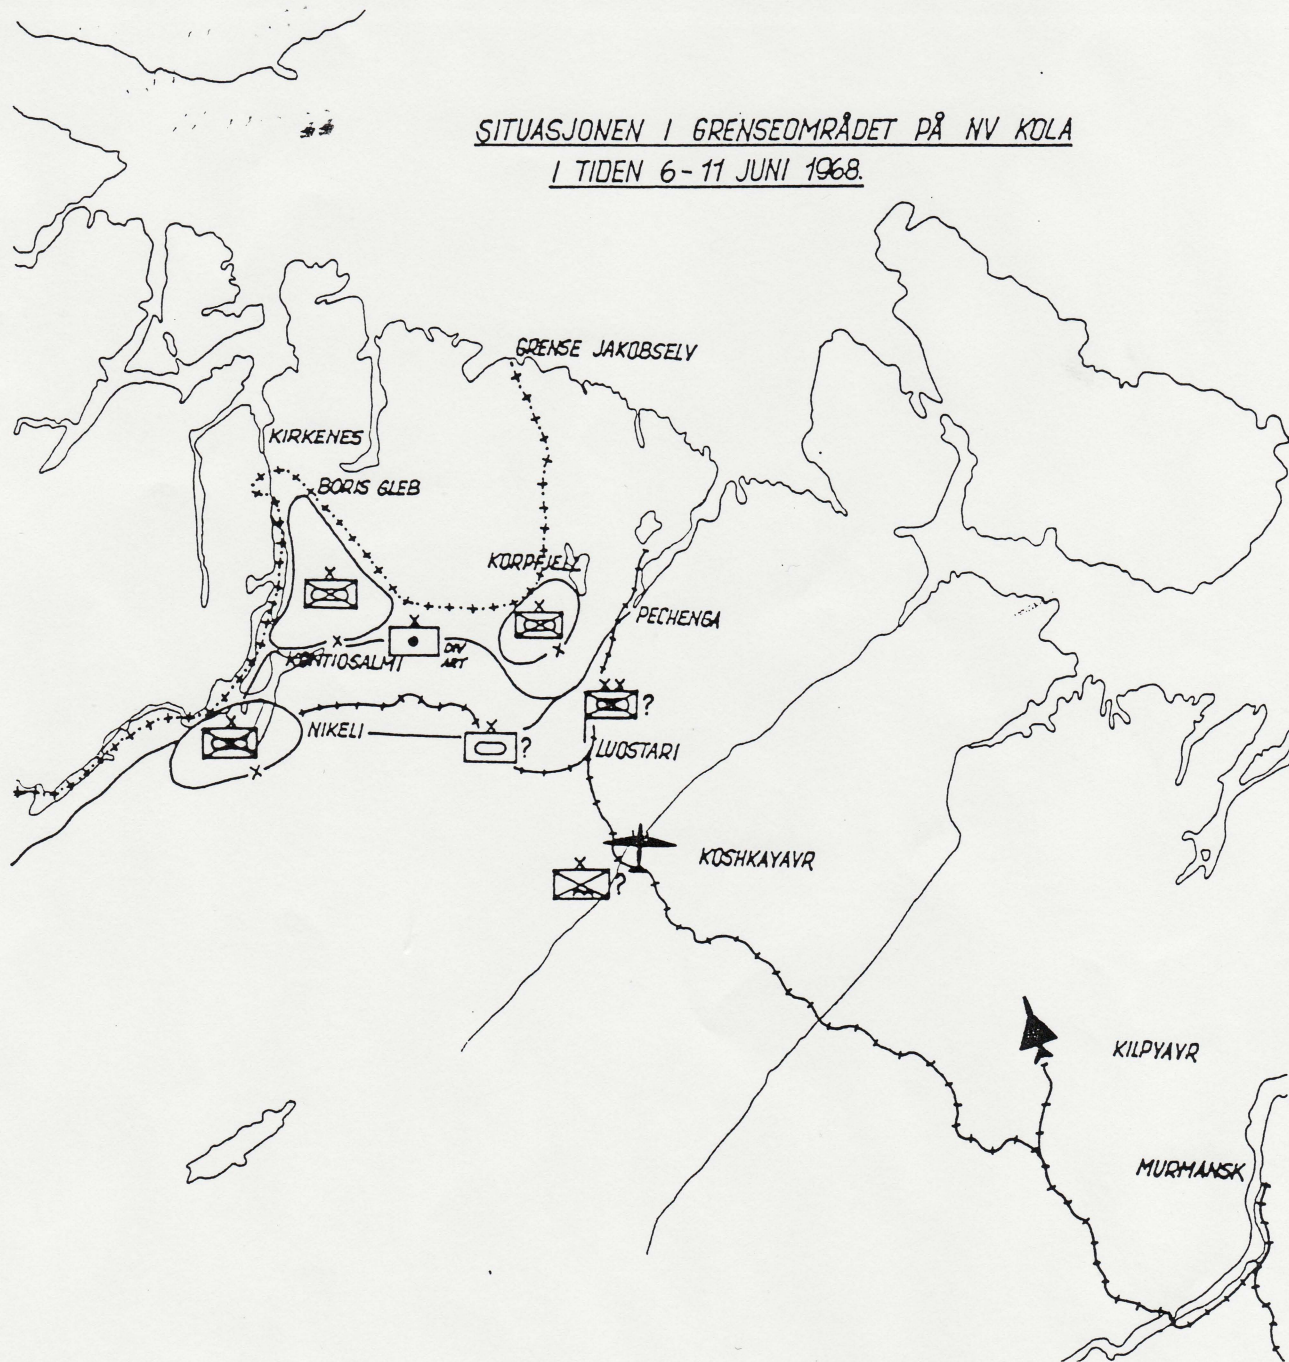 SITUASJONEN I GRENSEOMRÅDET PÅ NV KOLA
I TIDEN 6-11 JUNI 1968.
GRENSE JAKOBSELV
KIRKENES
BORIS GLEB
KORPFJELL
PECHENGA
KONTIOSALMI
DIV
ART
?
NIKELI
?
LUOSTARI
KOSHKAYAVR
?
KILPYAVR
MURMANSK